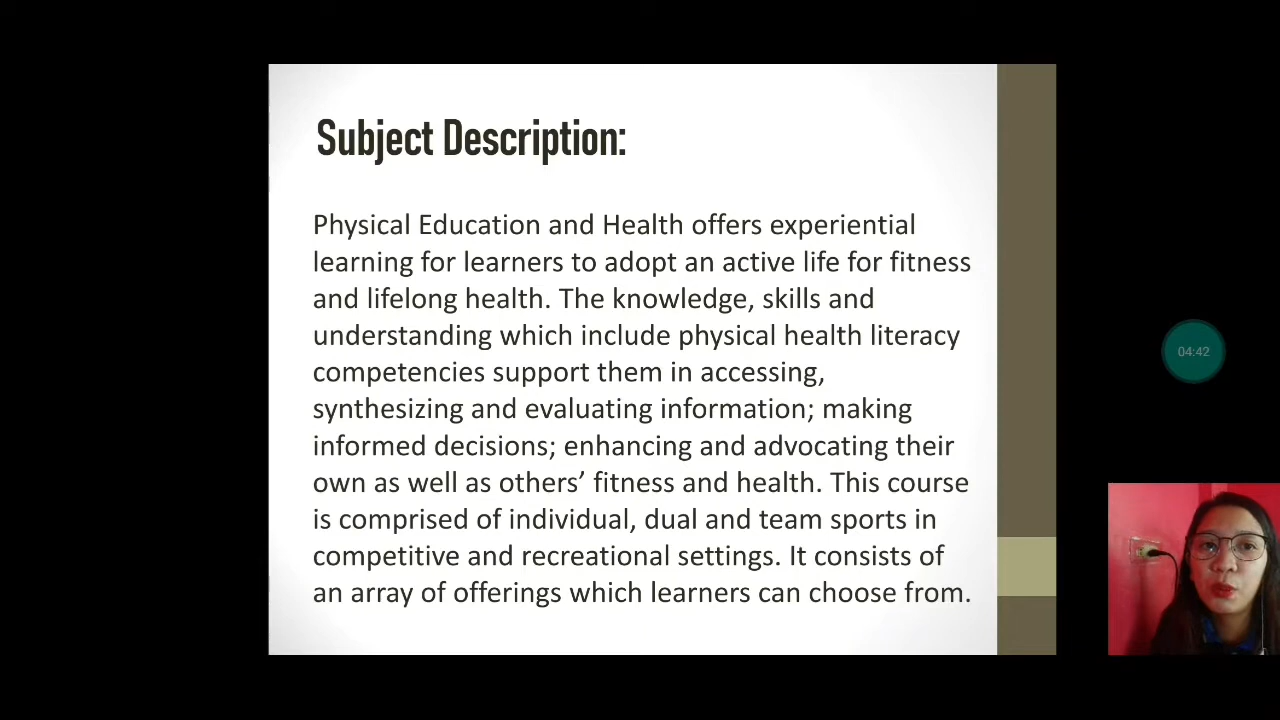 Subject Description:
Physical Education and Health offers experiential
learning for learners to adopt an active life for fitness
and lifelong health. The knowledge, skills and
understanding which include physical health literacy
competencies support them in accessing,
synthesizing and evaluating information; making
informed decisions; enhancing and advocating their
own as well as others’ fitness and health. This course
is comprised of individual, dual and team sports in
competitive and recreational settings. It consists of
an array of offerings which learners can choose from.
04:42